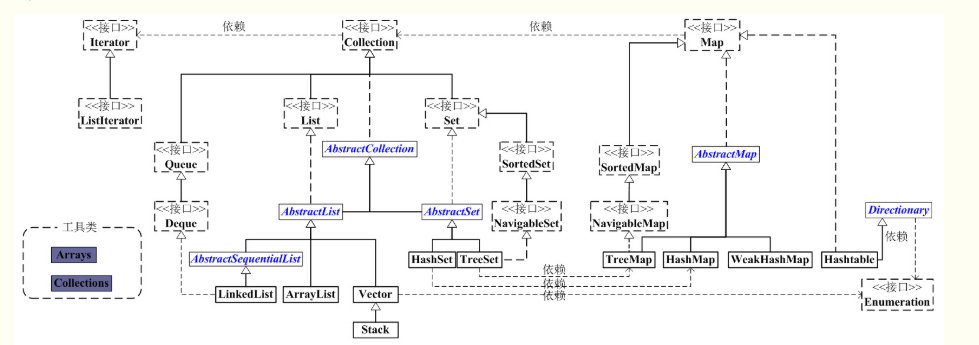 <<接口>>
Iterator
依赖
<<接口>>
Collection
依赖
<<接口>>
Map
<<接口>>
ListIterator
<<接口>>
List
<<接口>>
Set
<<接口>>
Queue
AbstractCollection
<<接口>>
SortedSet
<<接口>>
SortedMap
AbstractMap
<<接口>>
Deque
AbstractList
AbstractSet
<<接口>>
NavigableSet
<<接口>>
NavigableMap
Directionary
依赖
工具类
Arrays
Collections
AbstractSequentialList
HashSet
TreeSet
TreeMap
HashMap
WeakHashMap
Hashtable
依赖
依赖
依赖
LinkedList
ArrayList
Vector
<<接口>>
Enumeration
Stack